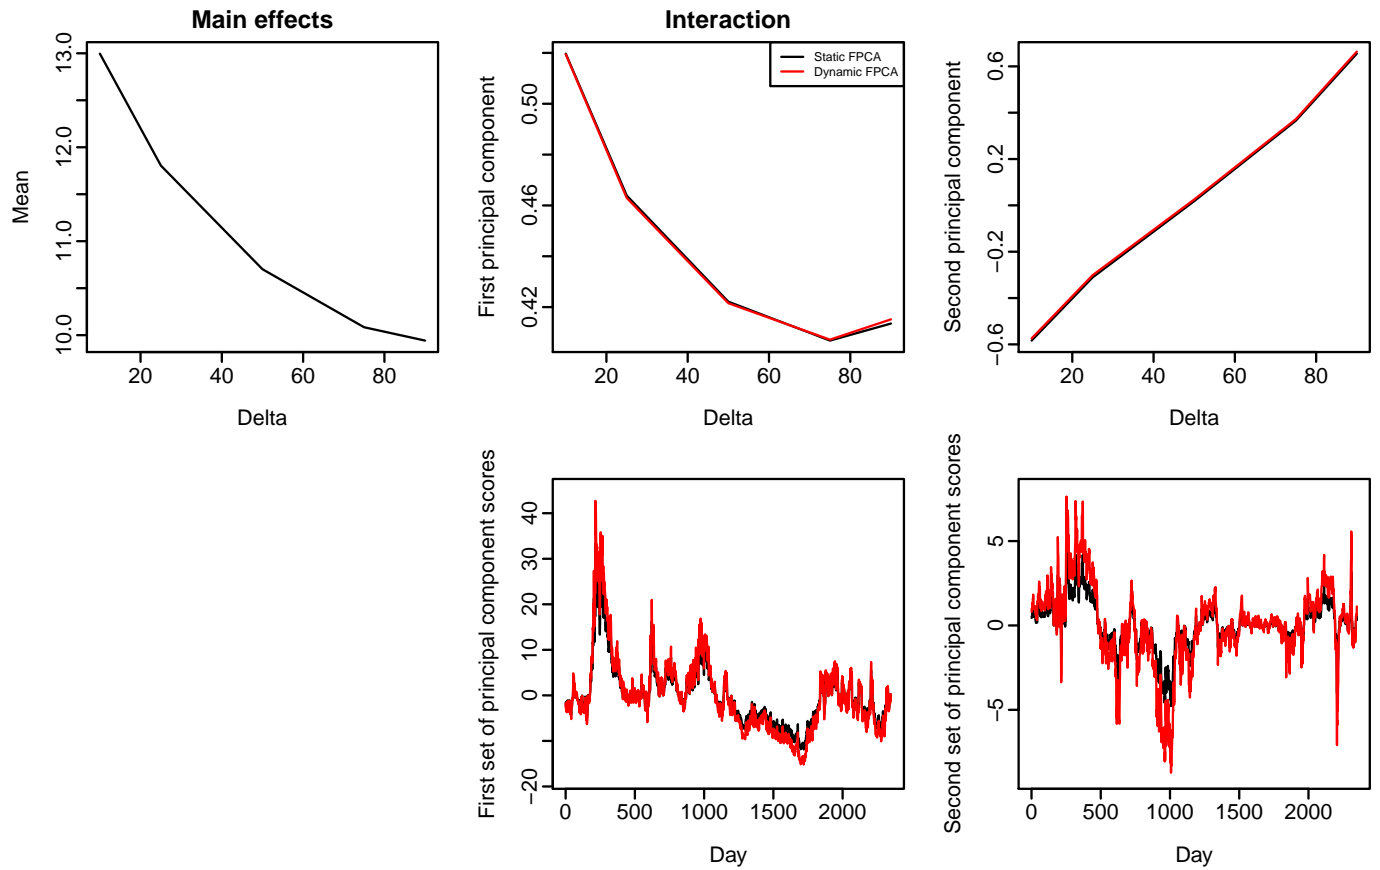 Main effects
Mean
13.0
12.0
11.0
10.0
20 40 60 80
Delta
Interaction
First principal component
0.50
0.46
0.42
Static FPCA
Dynamic FPCA
20 40 60 80
Delta
Second principal component
0.6
0.2
−0.2
−0.6
20 40 60 80
Delta
First set of principal component scores
40
30
20
10
0
−20
0 500 1000 2000
Day
Second set of principal component scores
5
0
−5
0 500 1000 2000
Day